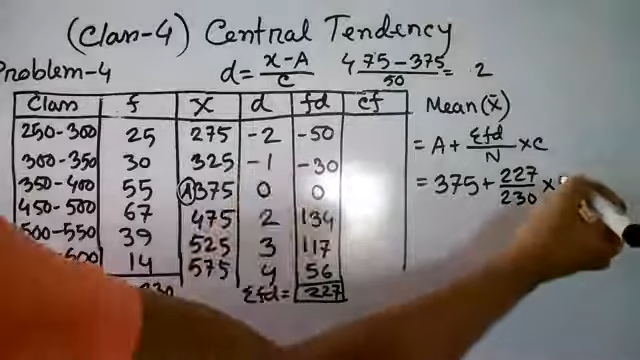 (Class-4) Central Tendency
Problem-4 d = x-A/C 475-375/50 = 2
Class f X d fd cf Mean(x̄)
250-300 25 275 -2 -50 = A + Σfd/N × C
300-350 30 325 -1 -30
350-400 55 A 375 0 0 = 375 + 227/230 ×
450-500 67 475 2 134
500-550 39 525 3 117
14 575 4 56
230 Σfd = 227